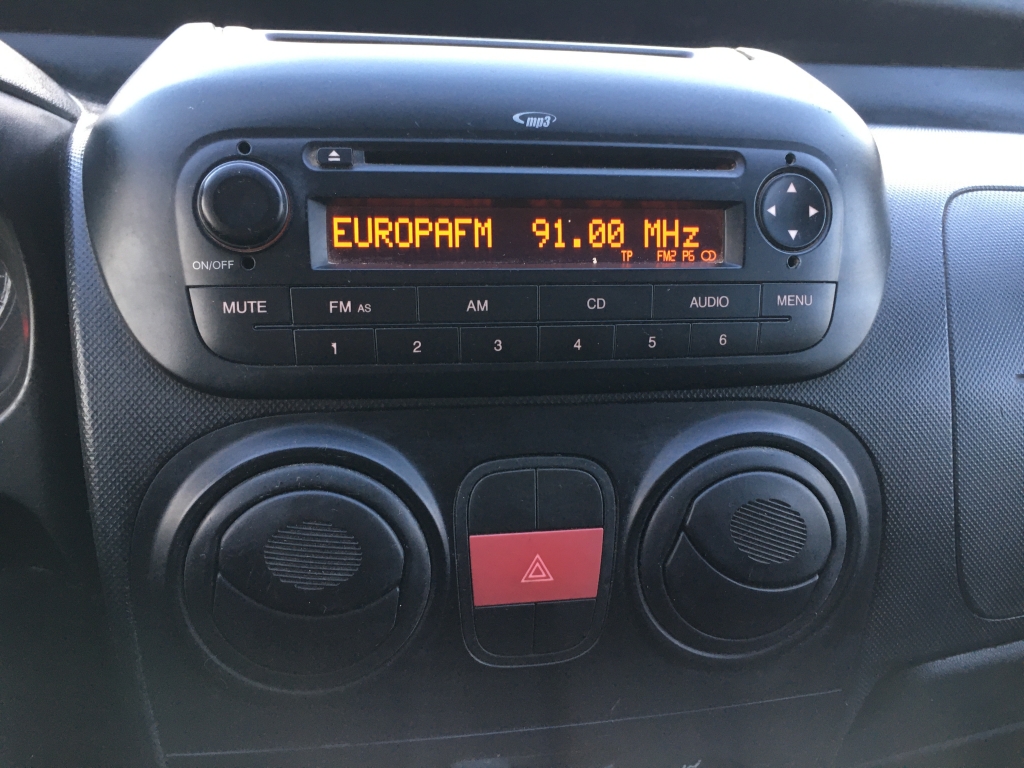 mp3
EUROPAFM 91.00 MHz
TP FM2 P6
ON/OFF
MUTE FM AS AM CD AUDIO MENU
1 2 3 4 5 6